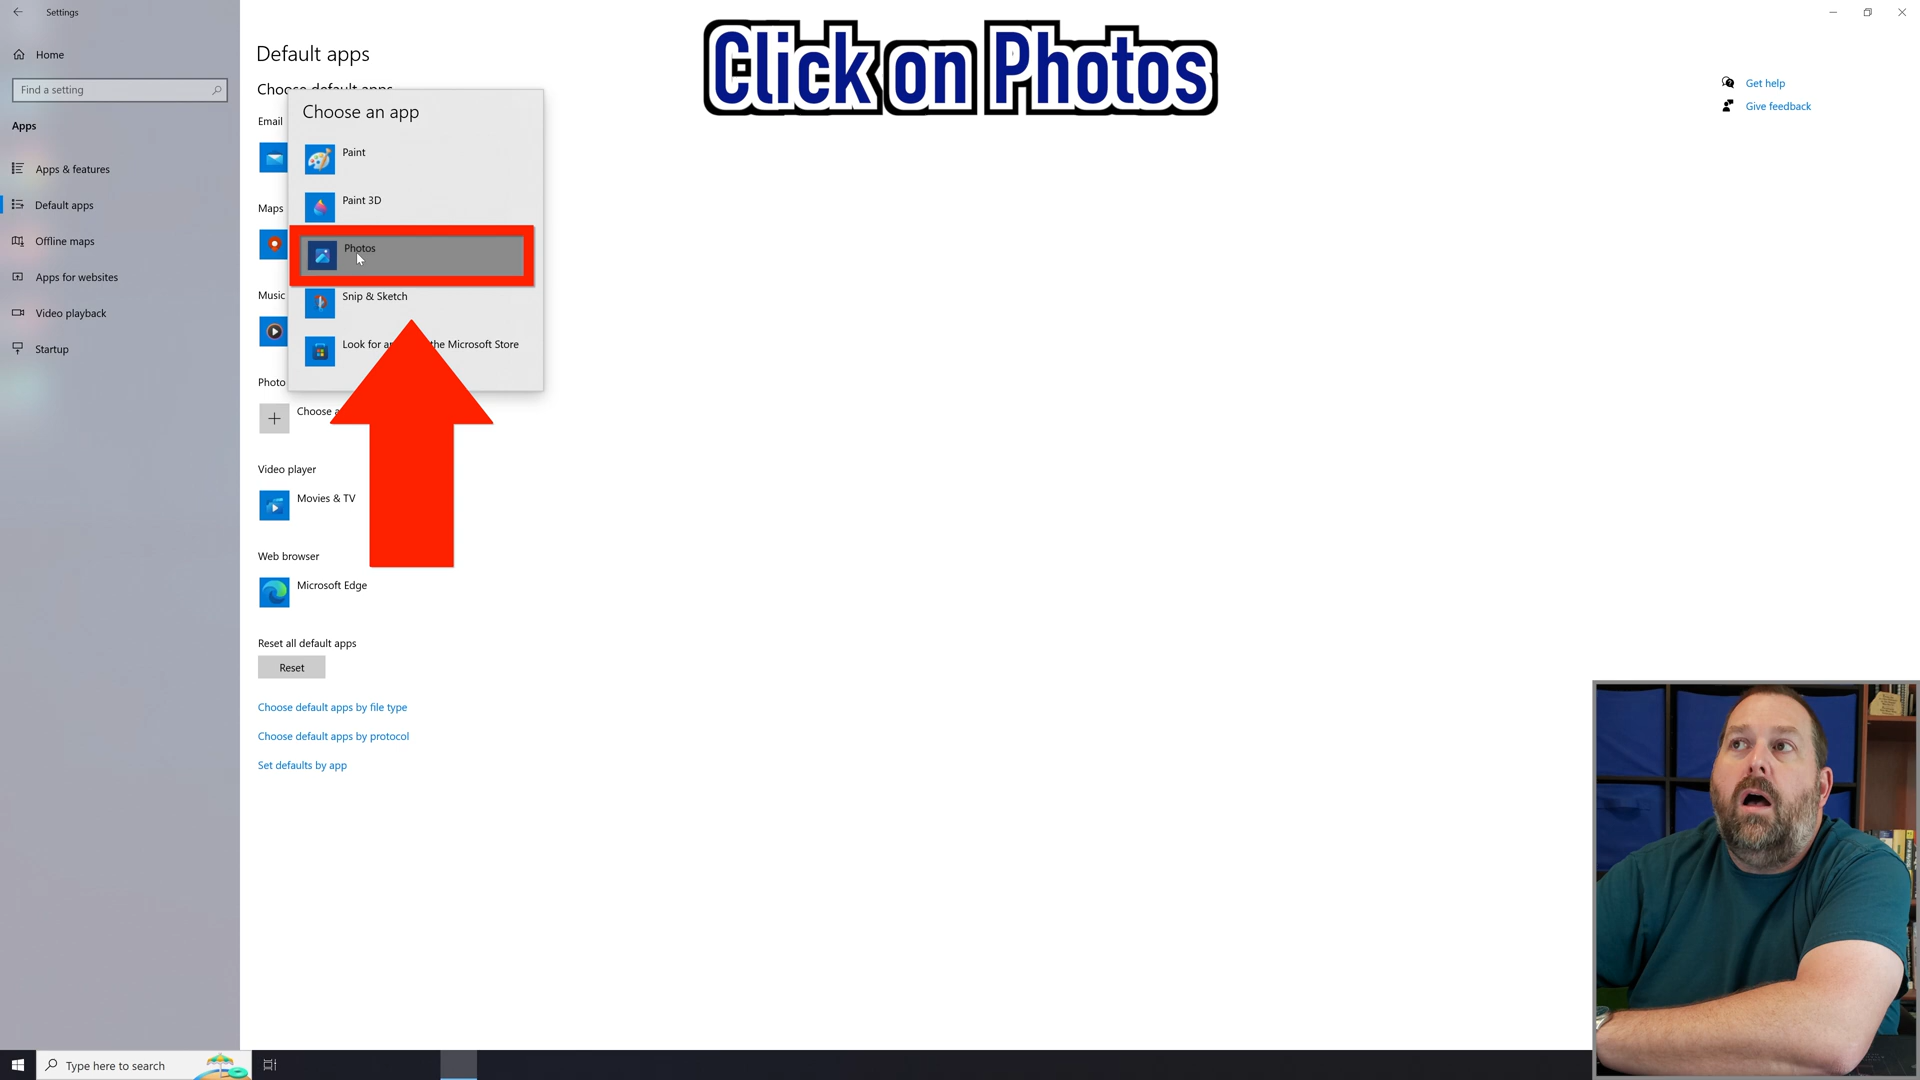 Settings
Click on Photos
Home
Find a setting
Apps
Apps & features
Default apps
Offline maps
Apps for websites
Video playback
Startup
Default apps
Choose default apps
Email
Maps
Music
Photo
Choose a
Choose an app
Paint
Paint 3D
Photos
Snip & Sketch
Look for a the Microsoft Store
Video player
Movies & TV
Web browser
Microsoft Edge
Reset all default apps
Reset
Choose default apps by file type
Choose default apps by protocol
Set defaults by app
Get help
Give feedback
Type here to search